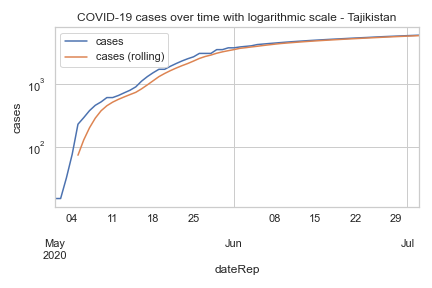 COVID-19 cases over time with logarithmic scale - Tajikistan
cases
cases (rolling)
10³
10²
cases
04 11 18 25 08 15 22 29
May Jun Jul
2020
dateRep